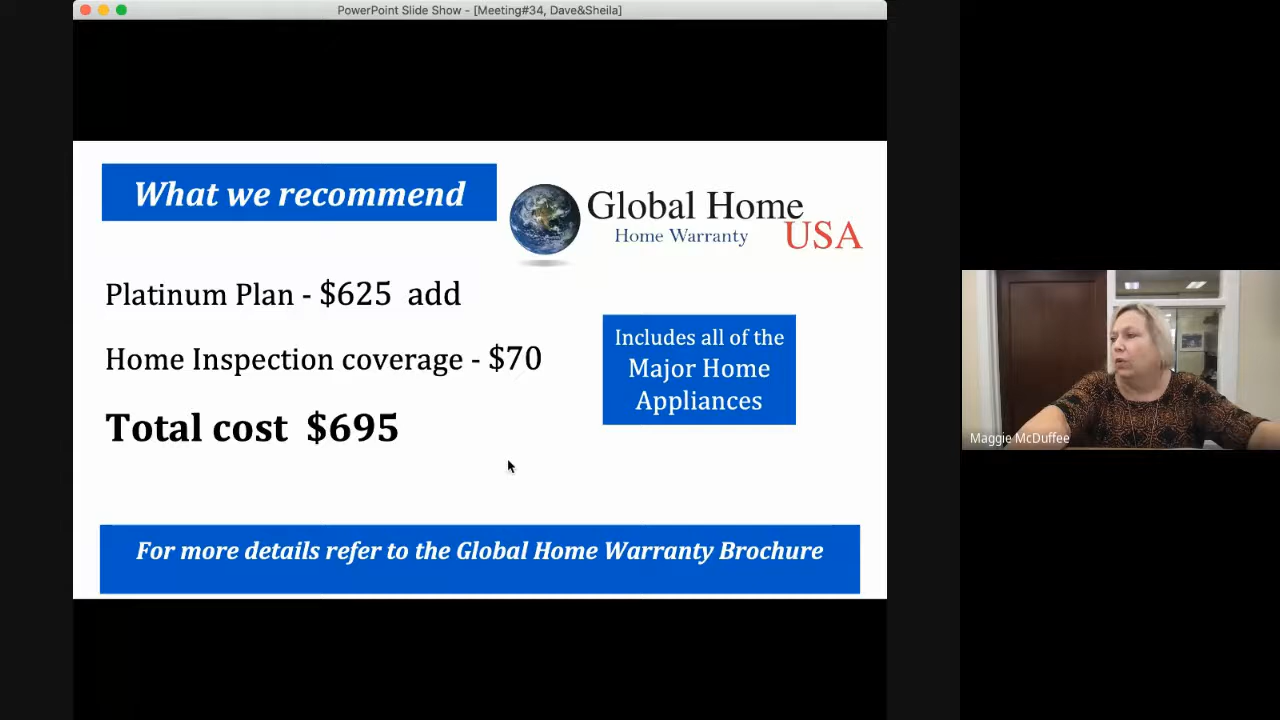 PowerPoint Slide Show - [Meeting#34, Dave&Sheila]
What we recommend
Global Home
Home Warranty
USA
Platinum Plan - $625 add
Home Inspection coverage - $70
Total cost $695
Includes all of the
Major Home
Appliances
For more details refer to the Global Home Warranty Brochure
Maggie McDuffee